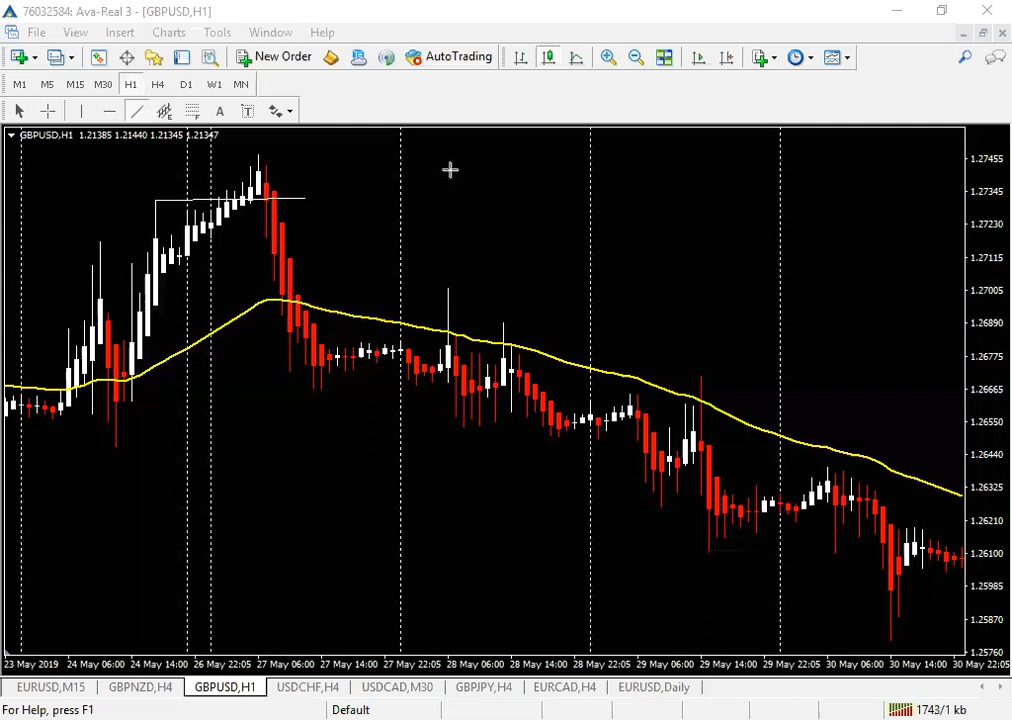 76032584: Ava-Real 3 - [GBPUSD,H1]
File View Insert Format Charts Tools Window Help
New Order AutoTrading
M1 M5 M15 M30 H1 H4 D1 W1 MN
A T
GBPUSD,H1 1.21385 1.21440 1.21345 1.21347
1.27455
1.27345
1.27230
1.27115
1.27005
1.26890
1.26775
1.26665
1.26550
1.26440
1.26325
1.26210
1.26100
1.25985
1.25870
1.25760
23 May 2019 24 May 06:00 24 May 14:00 26 May 22:05 27 May 06:00 27 May 14:00 27 May 22:05 28 May 06:00 28 May 14:00 28 May 22:05 29 May 06:00 29 May 14:00 29 May 22:05 30 May 06:00 30 May 14:00 30 May 22:05
EURUSD,M15 GBPNZD,H4 GBPUSD,H1 USDCHF,H4 USDCAD,M30 GBPJPY,H4 EURCAD,H4 EURUSD,Daily
For Help, press F1 Default 1743/1 kb